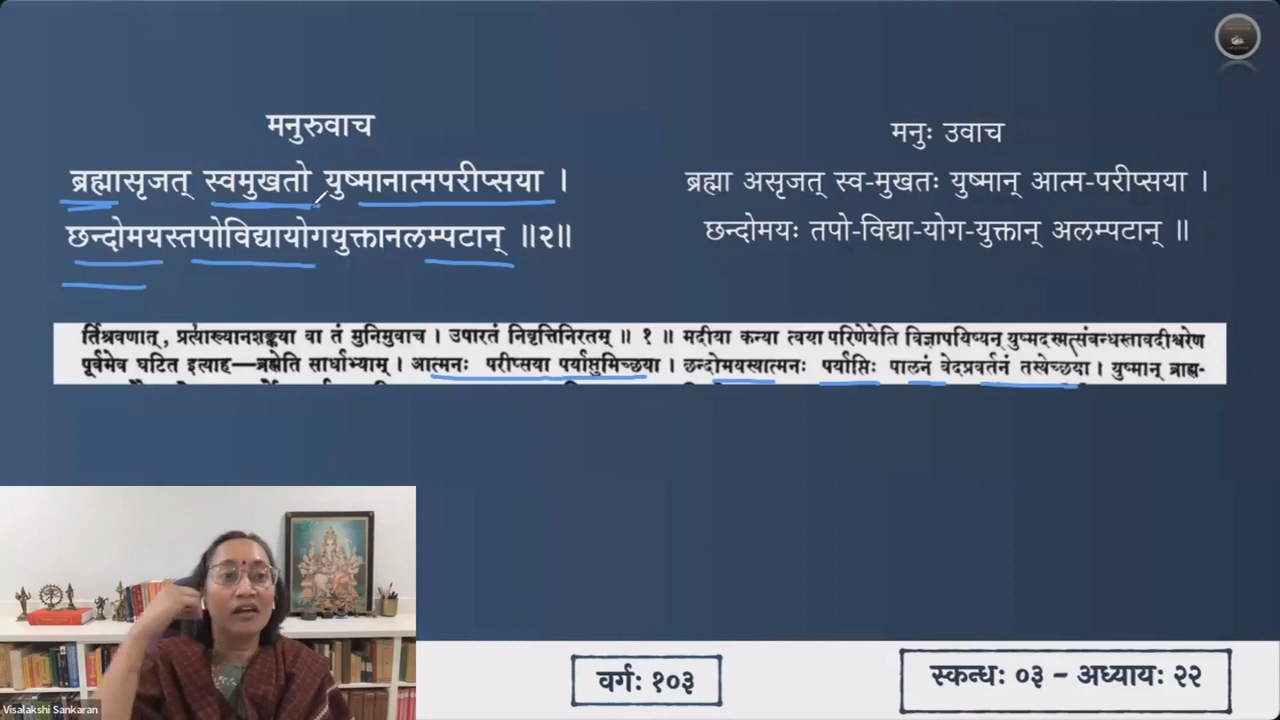 मनुरुवाच
ब्रह्मासृजत् स्वमुखतो युष्मानात्मपरीप्सया ।
छन्दोमयस्तपोविद्यायोगयुक्तानलम्पटान् ॥२॥
मनुः उवाच
ब्रह्मा असृजत् स्व-मुखतः युष्मान् आत्म-परीप्सया ।
छन्दोमयः तपो-विद्या-योग-युक्तान् अलम्पटान् ॥
र्तिश्रवणात्, प्रत्याख्यानशङ्कया वा तं मुनिमुवाच । उपारतं निवृत्तिनिरतम् ॥ १ ॥ मदीया कन्या त्वया परिणेयेति विज्ञापयिष्यन् युष्मदस्मत्संबन्धस्तावदीश्वरेण
पूर्वमेव घटित इत्याह—ब्रह्मेति सार्धाभ्याम् । आत्मनः परीप्सया पर्याप्तुमिच्छया । छन्दोमयस्यात्मनः पर्याप्तिः पालनं वेदप्रवर्तनं तस्येच्छया । युष्मान् ब्राह्म-
Visalakshi Sankaran
वर्गः १०३
स्कन्धः ०३ – अध्यायः २२